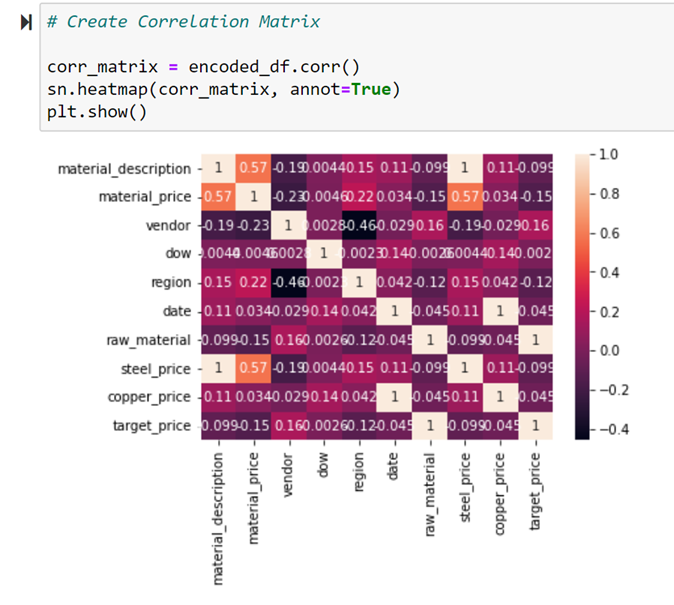 # Create Correlation Matrix
corr_matrix = encoded_df.corr()
sn.heatmap(corr_matrix, annot=True)
plt.show()
material_description 1 0.57 -0.19 0.0044 0.15 0.11 -0.099 1 0.11 -0.099
material_price 0.57 1 -0.23 0.0046 0.22 0.034 -0.15 0.57 0.034 -0.15
vendor -0.19 -0.23 1 0.0028 -0.46 0.029 0.16 -0.19 -0.029 0.16
dow 1 0.14 0.14
region 0.15 0.22 -0.46 1 0.042 -0.12 0.15 0.042 -0.12
date 0.11 0.034 0.029 0.14 0.042 1 -0.045 0.11 1 -0.045
raw_material -0.099 -0.15 0.16 0.0026 -0.12 0.045 1 -0.099 0.045 1
steel_price 1 0.57 -0.19 0.0044 0.15 0.11 -0.099 1 0.11 -0.099
copper_price 0.11 0.034 0.029 0.14 0.042 1 -0.045 0.11 1 -0.045
target_price -0.099 -0.15 0.16 0.0026 -0.12 0.045 1 -0.099 0.045 1
material_description
material_price
vendor
dow
region
date
raw_material
steel_price
copper_price
target_price
1.0
0.8
0.6
0.4
0.2
0.0
−0.2
−0.4